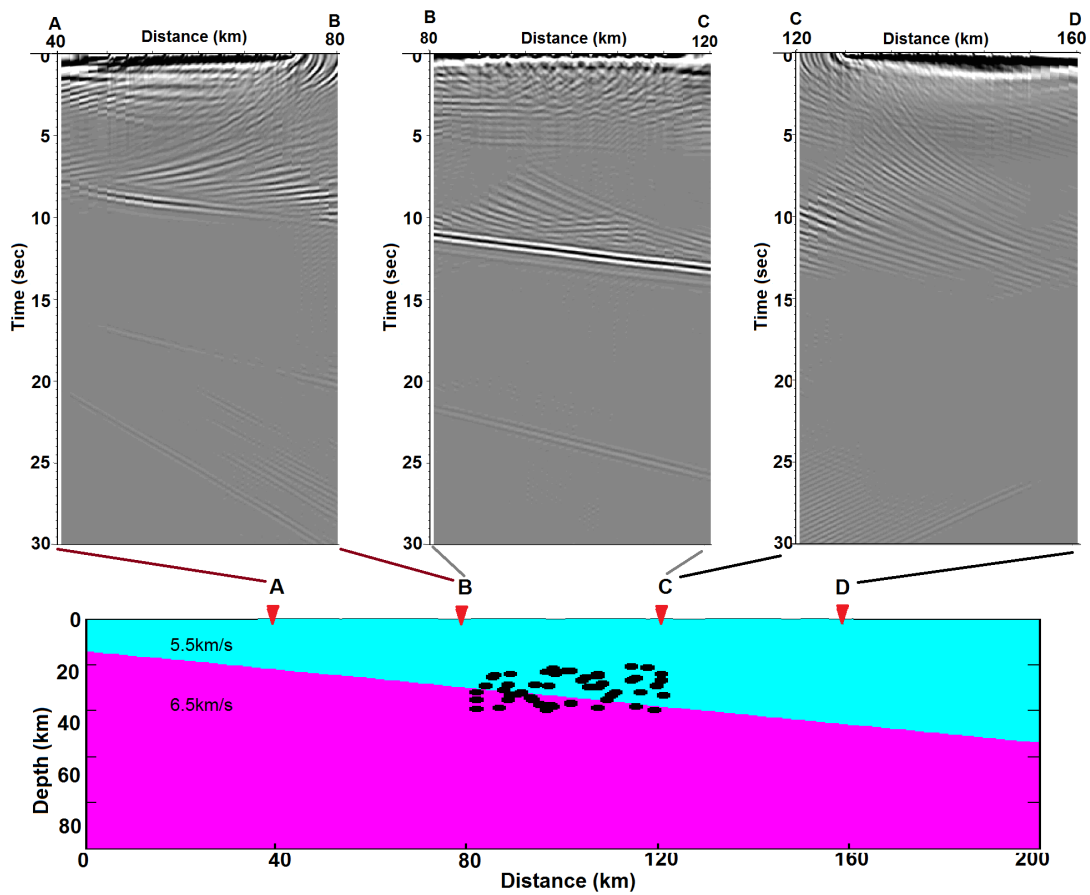 A B
40 Distance (km) 80
0
5
10
15
20
25
30
Time (sec)
B C
80 Distance (km) 120
0
5
10
15
20
25
30
Time (sec)
C D
120 Distance (km) 160
0
5
10
15
20
25
30
Time (sec)
A B C D
0
5.5km/s
20
6.5km/s
40
60
80
Depth (km)
0 40 80 120 160 200
Distance (km)